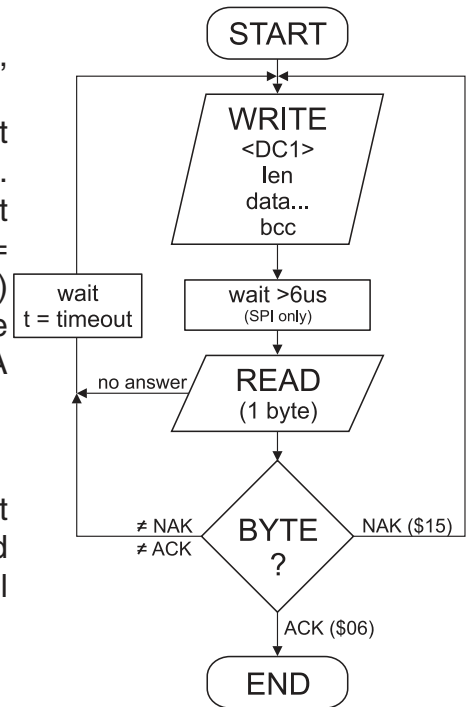 START
,
t
WRITE
<DC1>
.
len
t
data...
=
bcc
)
wait
t = timeout
wait >6us
(SPI only)
e
A
no answer
READ
(1 byte)
t
≠ NAK
≠ ACK
BYTE
?
NAK ($15)
d
l
ACK ($06)
END